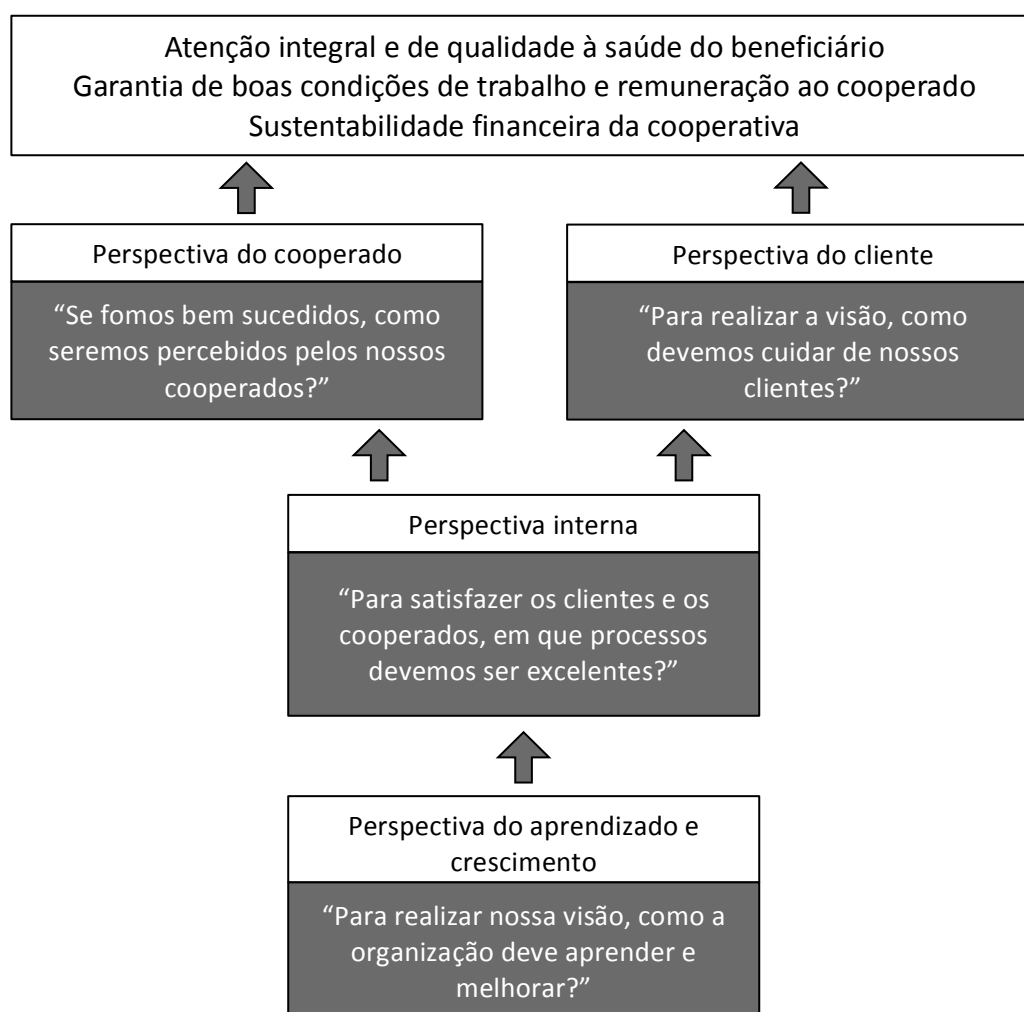 Atenção integral e de qualidade à saúde do beneficiário
Garantia de boas condições de trabalho e remuneração ao cooperado
Sustentabilidade financeira da cooperativa
Perspectiva do cooperado
“Se fomos bem sucedidos, como
seremos percebidos pelos nossos
cooperados?”
Perspectiva do cliente
“Para realizar a visão, como
devemos cuidar de nossos
clientes?”
Perspectiva interna
“Para satisfazer os clientes e os
cooperados, em que processos
devemos ser excelentes?”
Perspectiva do aprendizado e
crescimento
“Para realizar nossa visão, como a
organização deve aprender e
melhorar?”